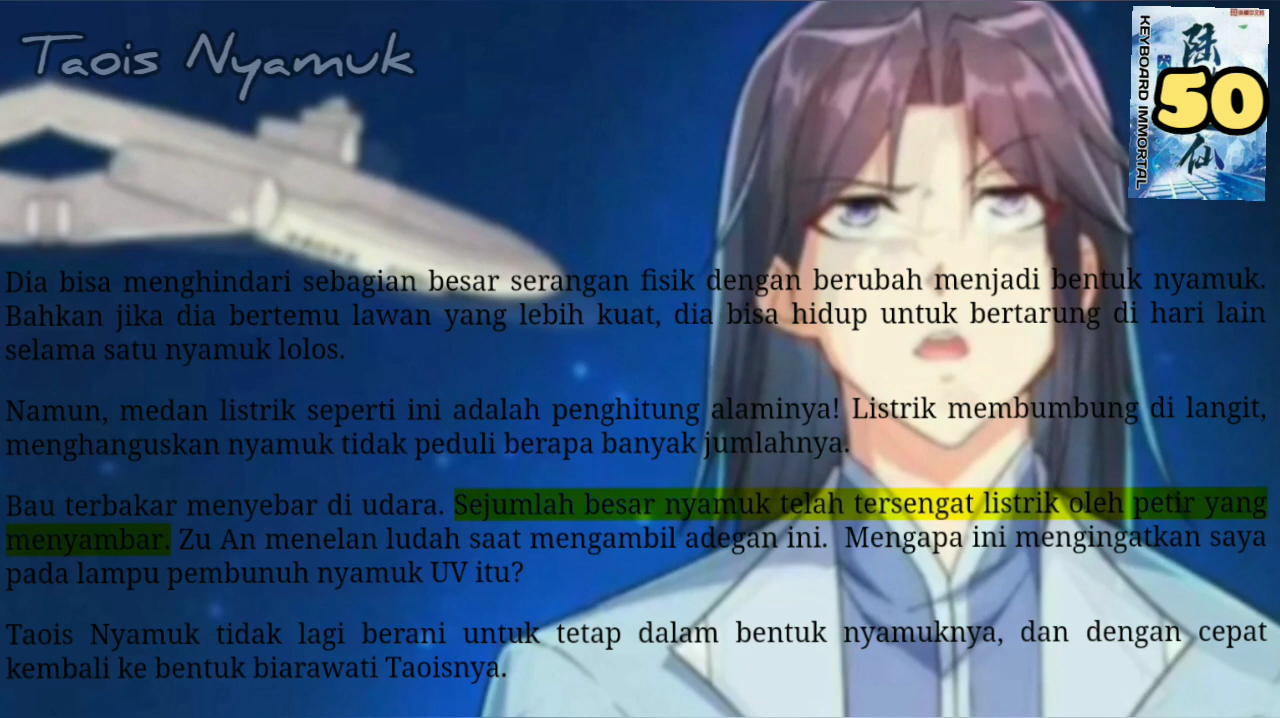 Taois Nyamuk
KEYBOARD IMMORTAL
陆
50
仙
Dia bisa menghindari sebagian besar serangan fisik dengan berubah menjadi bentuk nyamuk.
Bahkan jika dia bertemu lawan yang lebih kuat, dia bisa hidup untuk bertarung di hari lain
selama satu nyamuk lolos.
Namun, medan listrik seperti ini adalah penghitung alaminya! Listrik membumbung di langit,
menghanguskan nyamuk tidak peduli berapa banyak jumlahnya.
Bau terbakar menyebar di udara. Sejumlah besar nyamuk telah tersengat listrik oleh petir yang
menyambar. Zu An menelan ludah saat mengambil adegan ini. Mengapa ini mengingatkan saya
pada lampu pembunuh nyamuk UV itu?
Taois Nyamuk tidak lagi berani untuk tetap dalam bentuk nyamuknya, dan dengan cepat
kembali ke bentuk biarawati Taoisnya.